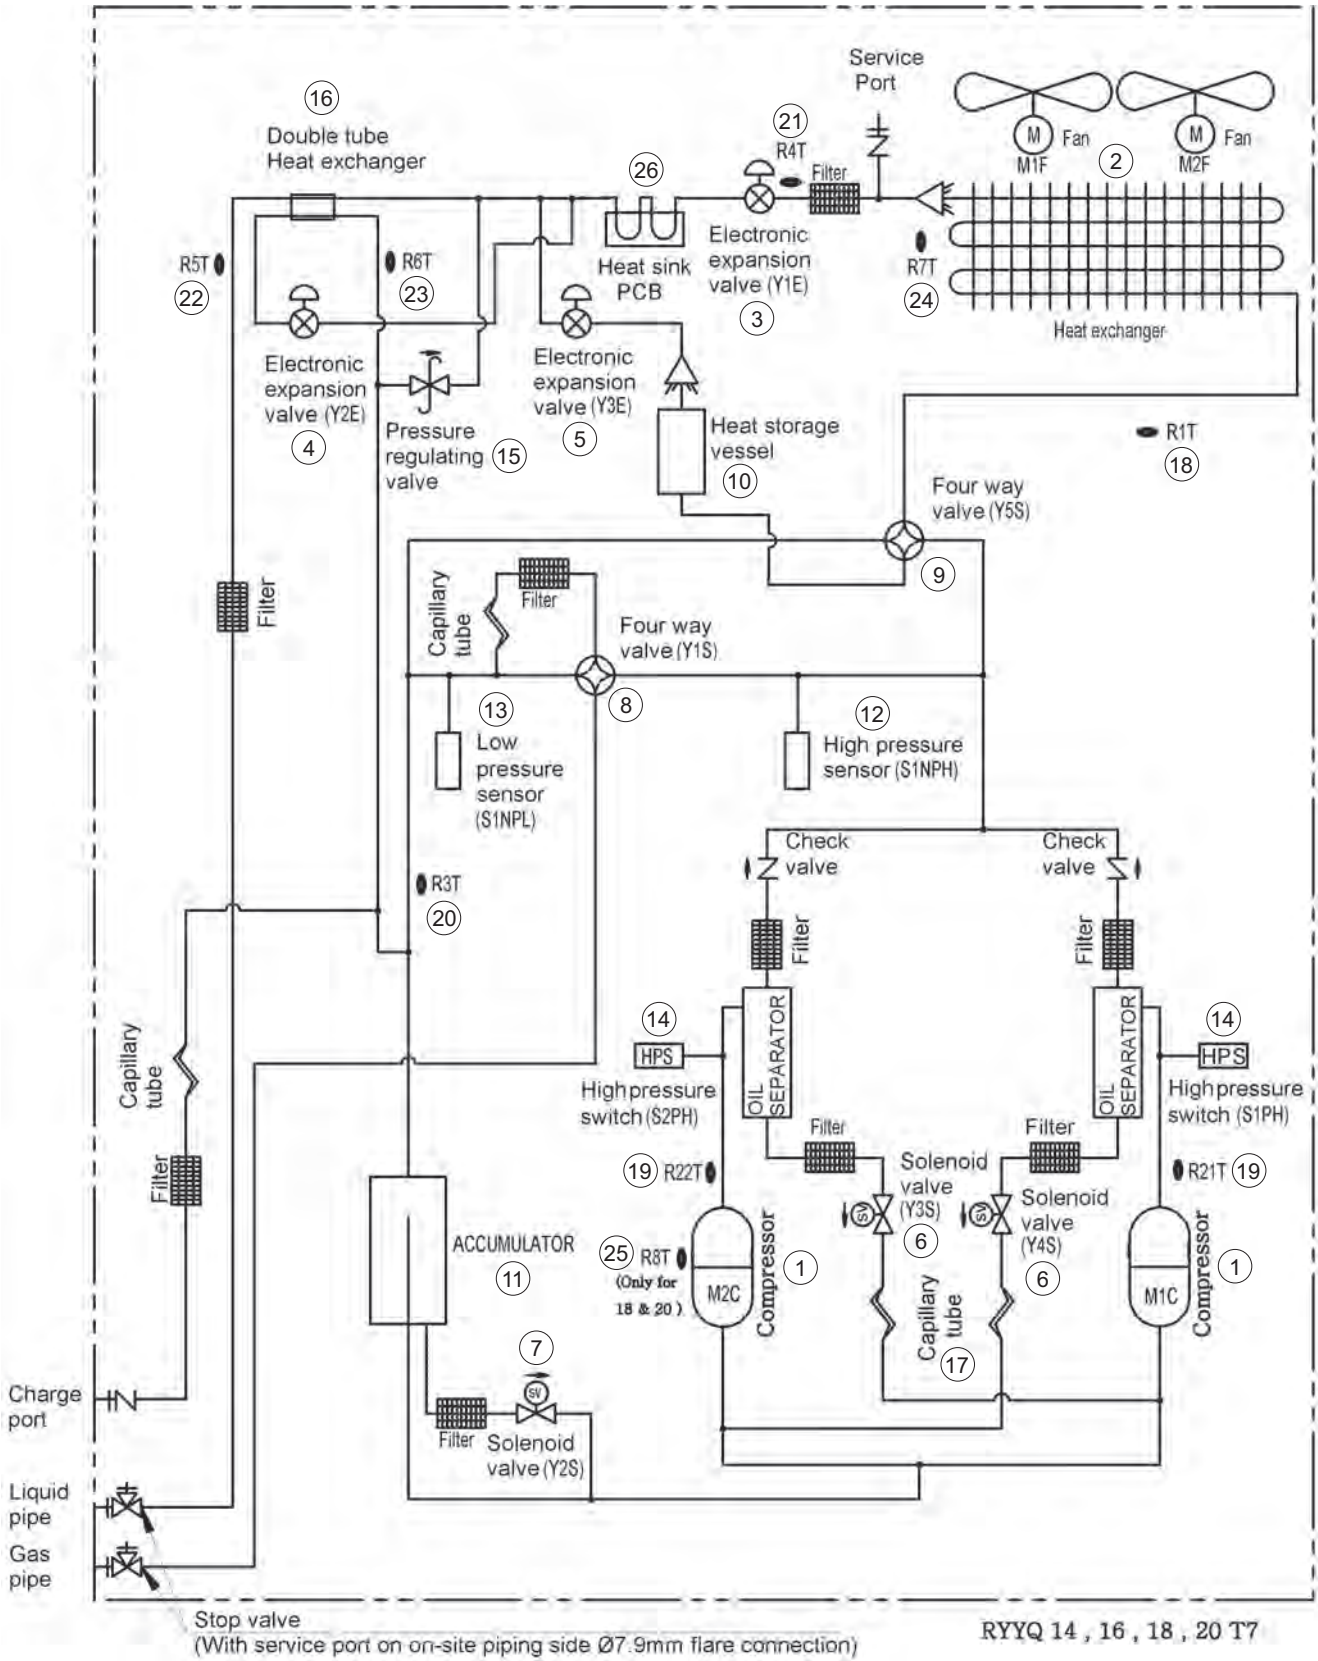 Service
Port
16
Double tube
Heat exchanger
21
R4T
Filter
26
M
Fan
M1F
2
M
Fan
M2F
R5T
22
R6T
23
Heat sink
PCB
Electronic
expansion
valve (Y1E)
3
R7T
24
Heat exchanger
Electronic
expansion
valve (Y2E)
4
Pressure
regulating
valve
15
Electronic
expansion
valve (Y3E)
5
Heat storage
vessel
10
R1T
18
Four way
valve (Y5S)
9
Filter
Capillary
tube
Filter
Four way
valve (Y1S)
8
13
Low
pressure
sensor
(S1NPL)
12
High pressure
sensor (S1NPH)
Check
valve
Check
valve
R3T
20
Filter
Filter
Capillary
tube
14
HPS
High pressure
switch (S2PH)
OIL
SEPARATOR
OIL
SEPARATOR
14
HPS
High pressure
switch (S1PH)
Filter
Filter
Filter
19
R22T
Solenoid
valve
(Y3S)
SV
6
SV
Solenoid
valve
(Y4S)
6
R21T
19
ACCUMULATOR
11
25
R8T
(Only for
18 & 20 )
M2C
Compressor
1
Capillary
tube
17
M1C
Compressor
1
7
SV
Filter
Solenoid
valve (Y2S)
Charge
port
Liquid
pipe
Gas
pipe
Stop valve
(With service port on on-site piping side Ø7.9mm flare connection)
RYYQ 14 , 16 , 18 , 20 T7